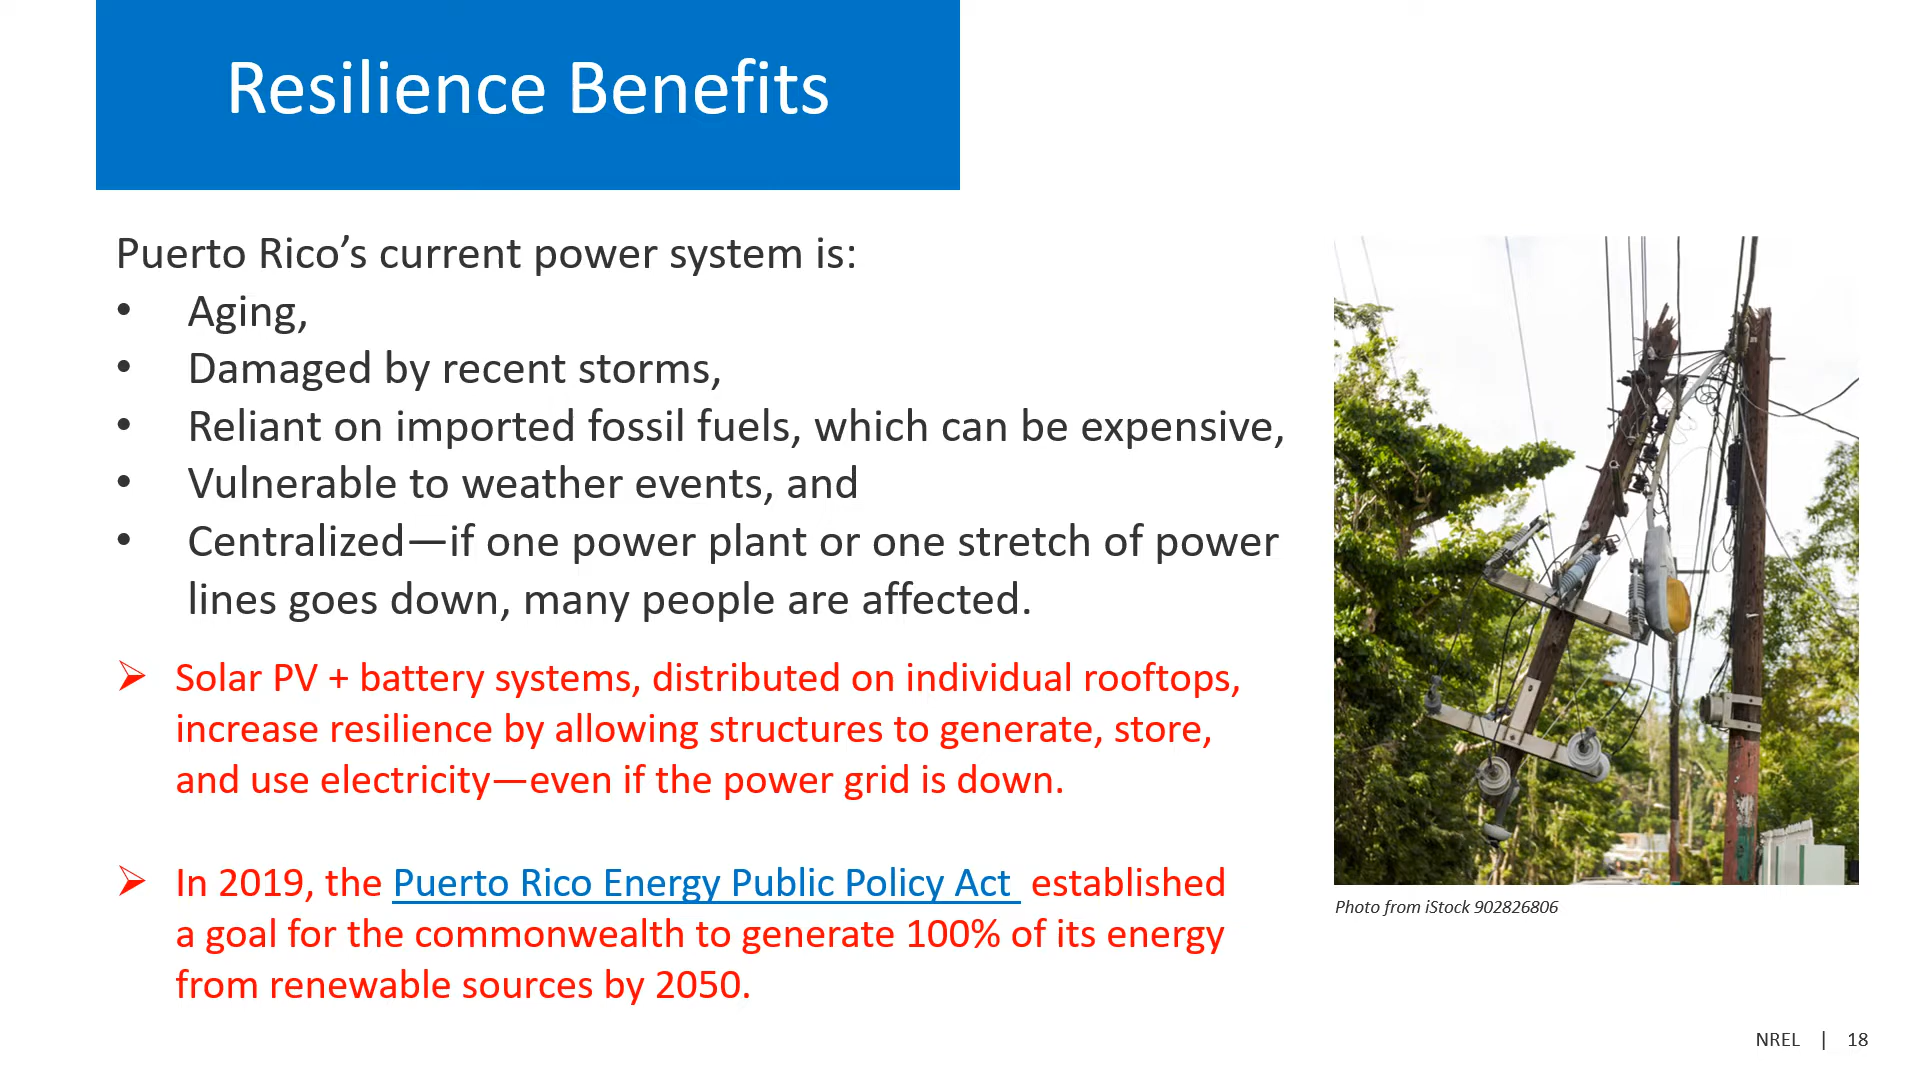 Resilience Benefits
Puerto Rico’s current power system is:
• Aging,
• Damaged by recent storms,
• Reliant on imported fossil fuels, which can be expensive,
• Vulnerable to weather events, and
• Centralized—if one power plant or one stretch of power
lines goes down, many people are affected.
➢ Solar PV + battery systems, distributed on individual rooftops,
increase resilience by allowing structures to generate, store,
and use electricity—even if the power grid is down.
➢ In 2019, the Puerto Rico Energy Public Policy Act established
a goal for the commonwealth to generate 100% of its energy
from renewable sources by 2050.
Photo from iStock 902826806
NREL | 18